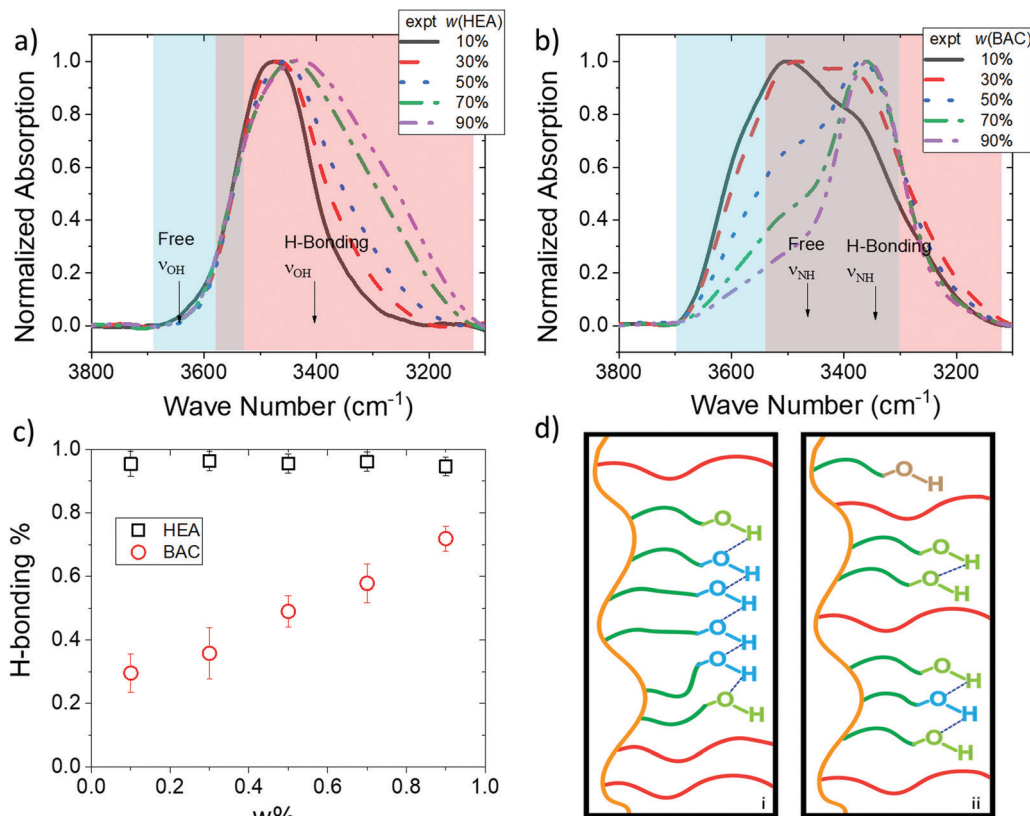 a)
expt w(HEA)
10%
30%
50%
70%
90%
Normalized Absorption
1.0
0.8
0.6
0.4
0.2
0.0
Free
νOH
H-Bonding
νOH
3800 3600 3400 3200
Wave Number (cm⁻¹)
b)
expt w(BAC)
10%
30%
50%
70%
90%
Normalized Absorption
1.0
0.8
0.6
0.4
0.2
0.0
Free
νNH
H-Bonding
νNH
3800 3600 3400 3200
Wave Number (cm⁻¹)
c)
H-bonding %
1.0
0.8
0.6
0.4
0.2
0.0
HEA
BAC
0.0 0.2 0.4 0.6 0.8 1.0
w%
d)
O H
O H
O H
O H
O H
O H
i
O H
O H
O
O H
O H
O H
ii